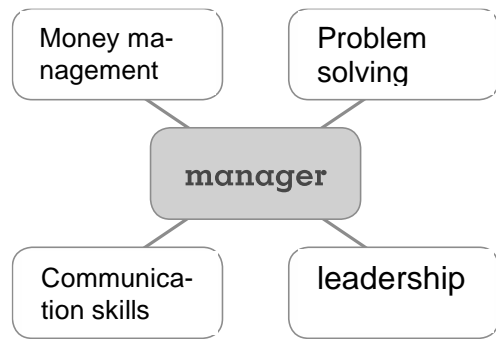 Money ma-
nagement
Problem
solving
manager
Communica-
tion skills
leadership